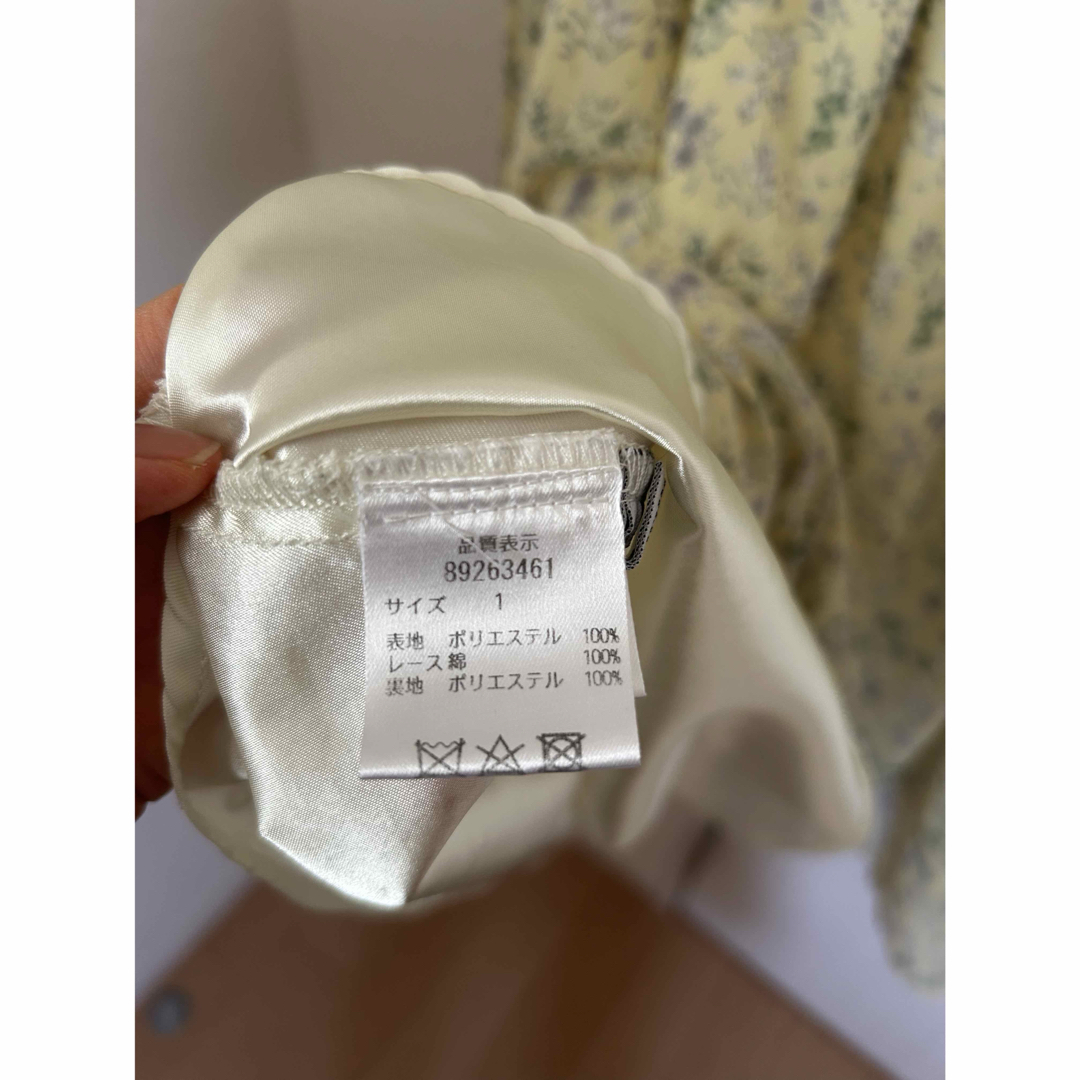 品質表示
89263461
サイズ 1
表地 ポリエステル 100%
レース綿 100%
裏地 ポリエステル 100%